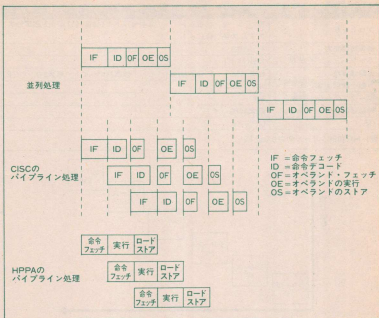 IF ID OF OE OS
並列処理
IF ID OF OE OS
IF ID OF OE OS
IF ID OF OE OS
CISCの
パイプライン処理
IF ID OF OE OS
IF ID OF OE OS
IF =命令フェッチ
ID =命令デコード
OF=オペランド・フェッチ
OE=オペランドの実行
OS=オペランドのストア
命令フェッチ 実行 ロードストア
HPPAの
パイプライン処理
命令フェッチ 実行 ロードストア
命令フェッチ 実行 ロードストア